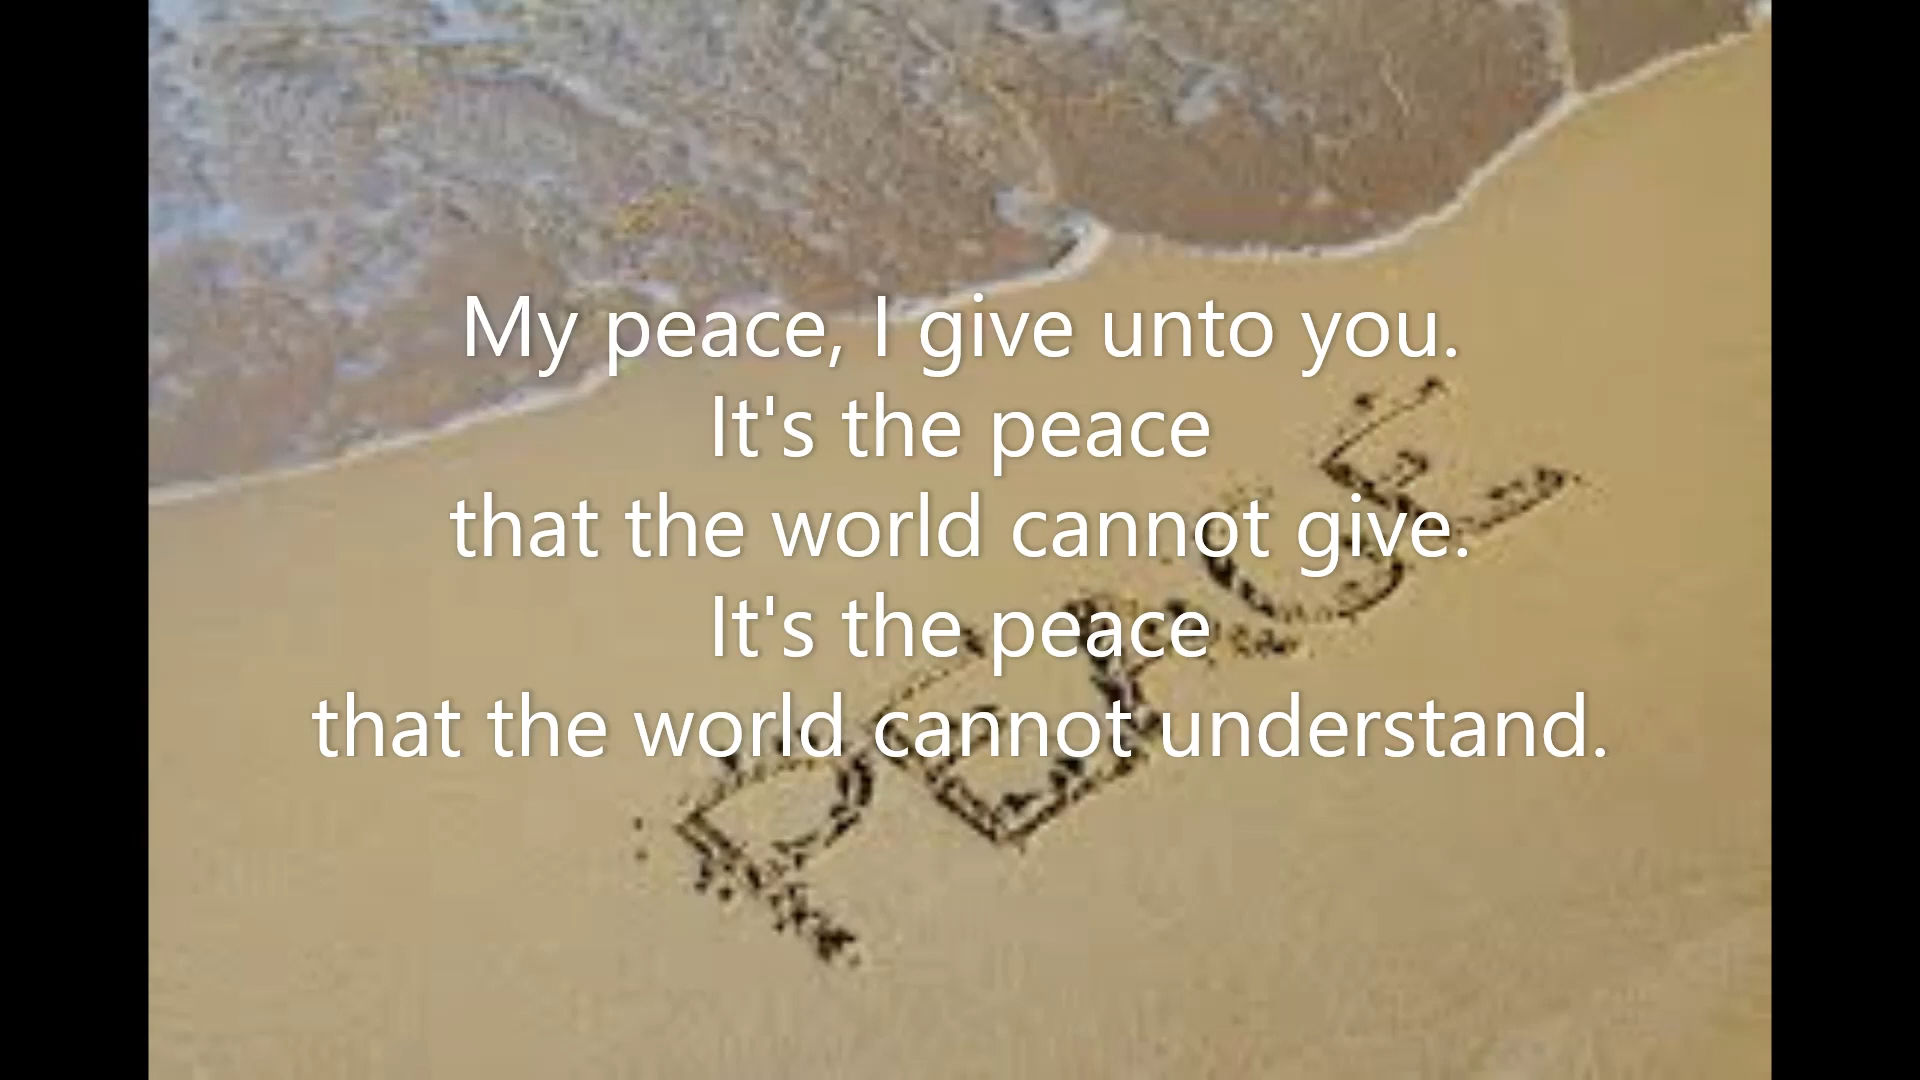 My peace, I give unto you.
It's the peace
that the world cannot give.
It's the peace
that the world cannot understand.
PEACE